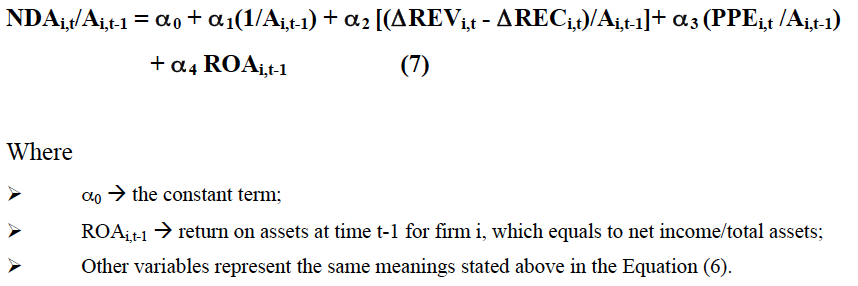 NDAi,t/Ai,t-1 = α0 + α1(1/Ai,t-1) + α2 [(ΔREVi,t - ΔRECi,t)/Ai,t-1]+ α3 (PPEi,t /Ai,t-1)
+ α4 ROAi,t-1 (7)
Where
➢ α0 → the constant term;
➢ ROAi,t-1 → return on assets at time t-1 for firm i, which equals to net income/total assets;
➢ Other variables represent the same meanings stated above in the Equation (6).